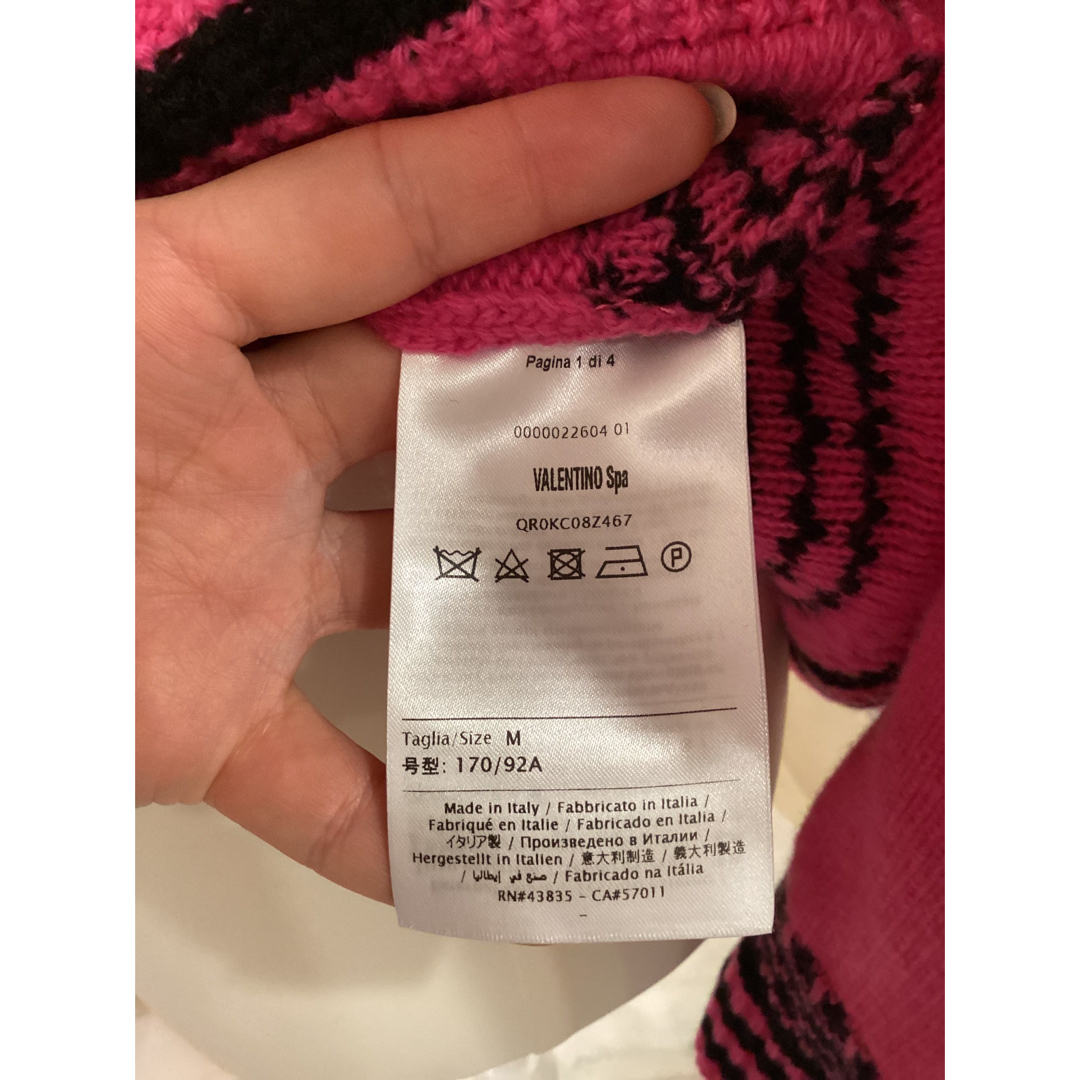 Pagina 1 di 4
0000022604 01
VALENTINO Spa
QR0KC08Z467
P
Taglia/Size M
号型: 170/92A
Made in Italy / Fabbricato in Italia /
Fabriqué en Italie / Fabricado en Italia /
イタリア製 / Произведено в Италии /
Hergestellt in Italien / 意大利制造 / 義大利製造
/ صنع في إيطاليا / Fabricado na Itália
RN#43835 - CA#57011
-